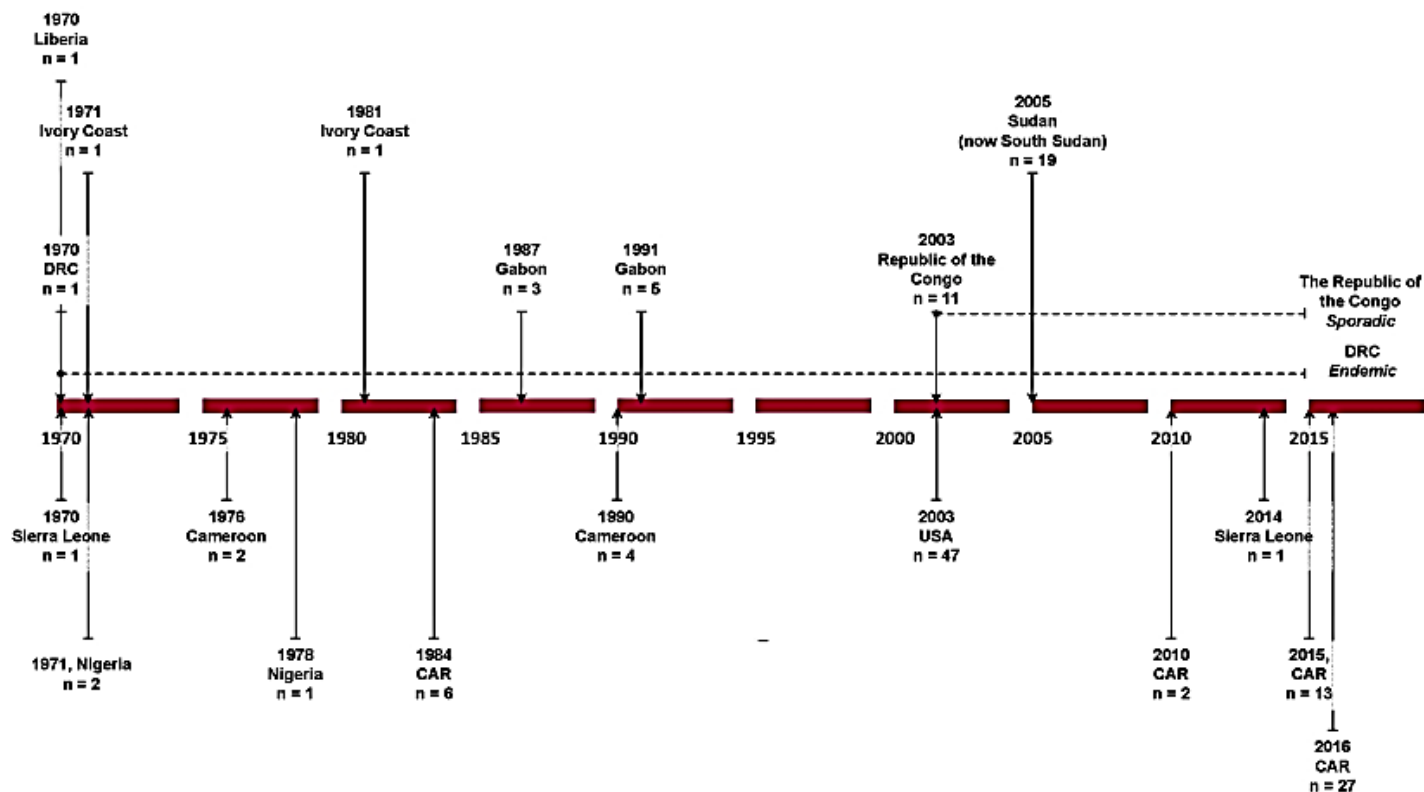 1970
Liberia
n = 1
1971
Ivory Coast
n = 1
1981
Ivory Coast
n = 1
2005
Sudan
(now South Sudan)
n = 19
1970
DRC
n = 1
1987
Gabon
n = 3
1991
Gabon
n = 5
2003
Republic of the
Congo
n = 11
The Republic of
the Congo
Sporadic
DRC
Endemic
1970
1975
1980
1985
1990
1995
2000
2005
2010
2015
1970
Sierra Leone
n = 1
1976
Cameroon
n = 2
1990
Cameroon
n = 4
2003
USA
n = 47
2014
Sierra Leone
n = 1
1971, Nigeria
n = 2
1978
Nigeria
n = 1
1984
CAR
n = 6
2010
CAR
n = 2
2015,
CAR
n = 13
2016
CAR
n = 27